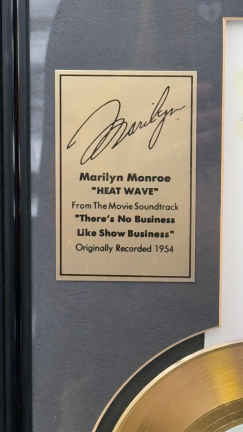 Marilyn
Marilyn Monroe
"HEAT WAVE"
From The Movie Soundtrack
"There's No Business
Like Show Business"
Originally Recorded 1954